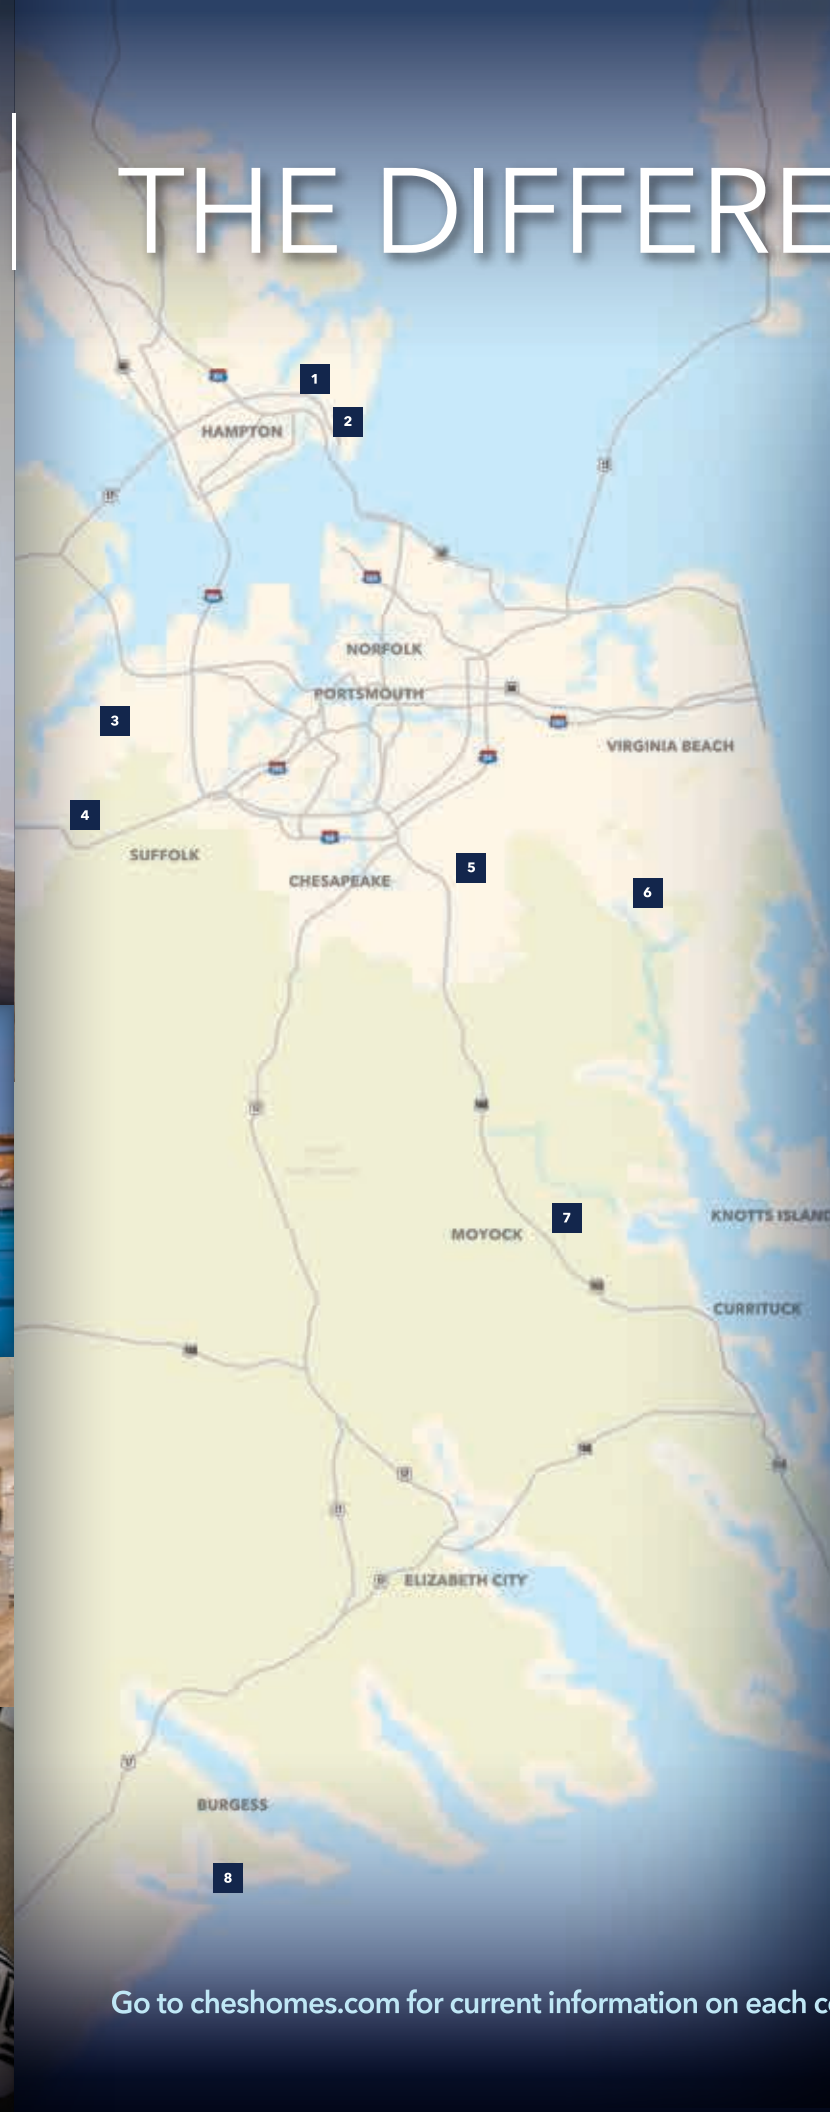 THE DIFFERE
1
2
HAMPTON
NORFOLK
PORTSMOUTH
3
VIRGINIA BEACH
4
SUFFOLK
5
CHESAPEAKE
6
KNOTTS ISLAND
7
MOYOCK
CURRITUCK
ELIZABETH CITY
BURGESS
8
Go to cheshomes.com for current information on each c